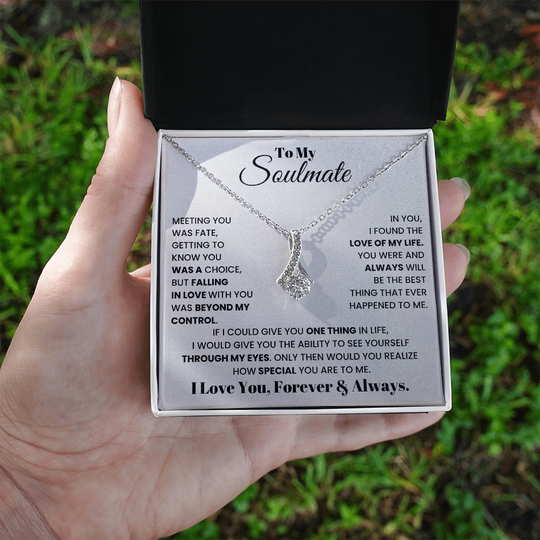 To My
Soulmate
MEETING YOU
WAS FATE,
GETTING TO
KNOW YOU
WAS A CHOICE,
BUT FALLING
IN LOVE WITH YOU
WAS BEYOND MY
CONTROL.
IN YOU,
I FOUND THE
LOVE OF MY LIFE.
YOU WERE AND
ALWAYS WILL
BE THE BEST
THING THAT EVER
HAPPENED TO ME.
IF I COULD GIVE YOU ONE THING IN LIFE,
I WOULD GIVE YOU THE ABILITY TO SEE YOURSELF
THROUGH MY EYES. ONLY THEN WOULD YOU REALIZE
HOW SPECIAL YOU ARE TO ME.
I Love You, Forever & Always.